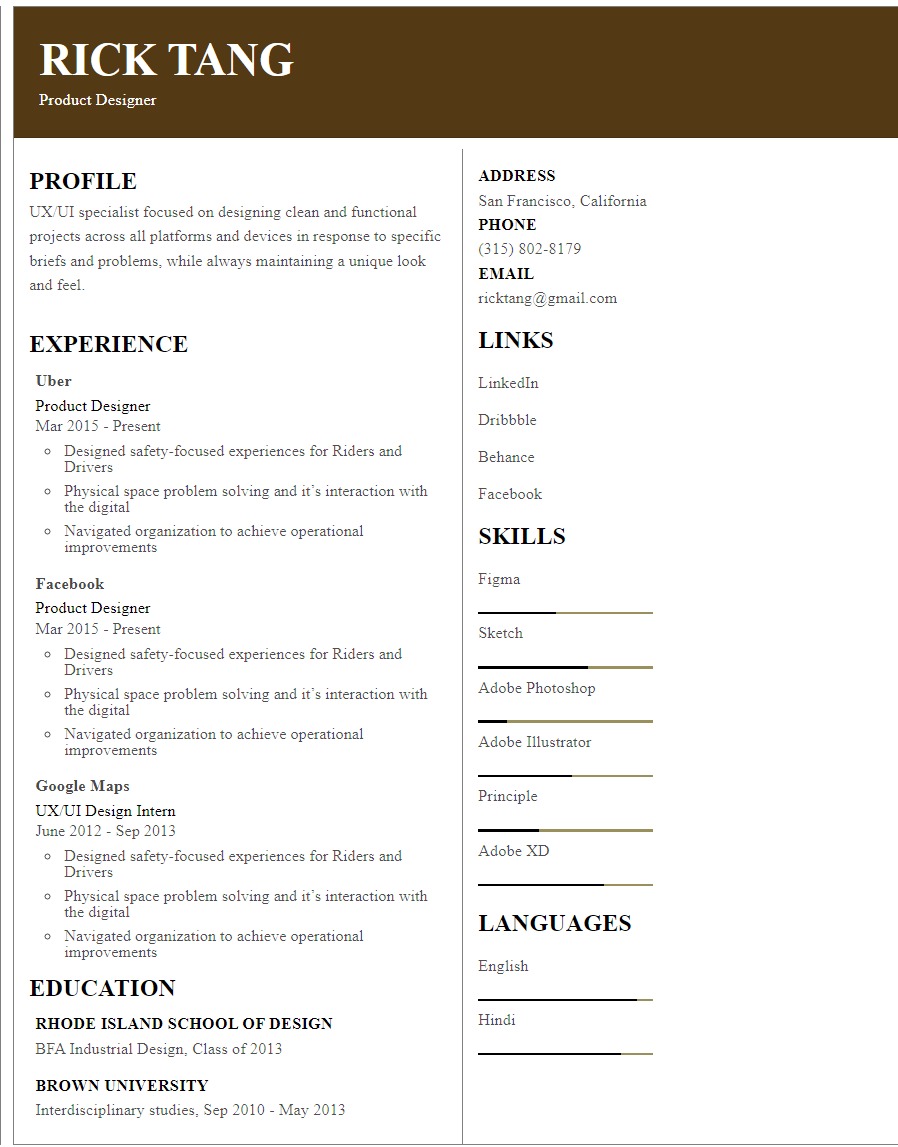 RICK TANG
Product Designer
PROFILE
UX/UI specialist focused on designing clean and functional
projects across all platforms and devices in response to specific
briefs and problems, while always maintaining a unique look
and feel.
EXPERIENCE
Uber
Product Designer
Mar 2015 - Present
Designed safety-focused experiences for Riders and
Drivers
Physical space problem solving and it’s interaction with
the digital
Navigated organization to achieve operational
improvements
Facebook
Product Designer
Mar 2015 - Present
Designed safety-focused experiences for Riders and
Drivers
Physical space problem solving and it’s interaction with
the digital
Navigated organization to achieve operational
improvements
Google Maps
UX/UI Design Intern
June 2012 - Sep 2013
Designed safety-focused experiences for Riders and
Drivers
Physical space problem solving and it’s interaction with
the digital
Navigated organization to achieve operational
improvements
EDUCATION
RHODE ISLAND SCHOOL OF DESIGN
BFA Industrial Design, Class of 2013
BROWN UNIVERSITY
Interdisciplinary studies, Sep 2010 - May 2013
ADDRESS
San Francisco, California
PHONE
(315) 802-8179
EMAIL
ricktang@gmail.com
LINKS
LinkedIn
Dribbble
Behance
Facebook
SKILLS
Figma
Sketch
Adobe Photoshop
Adobe Illustrator
Principle
Adobe XD
LANGUAGES
English
Hindi